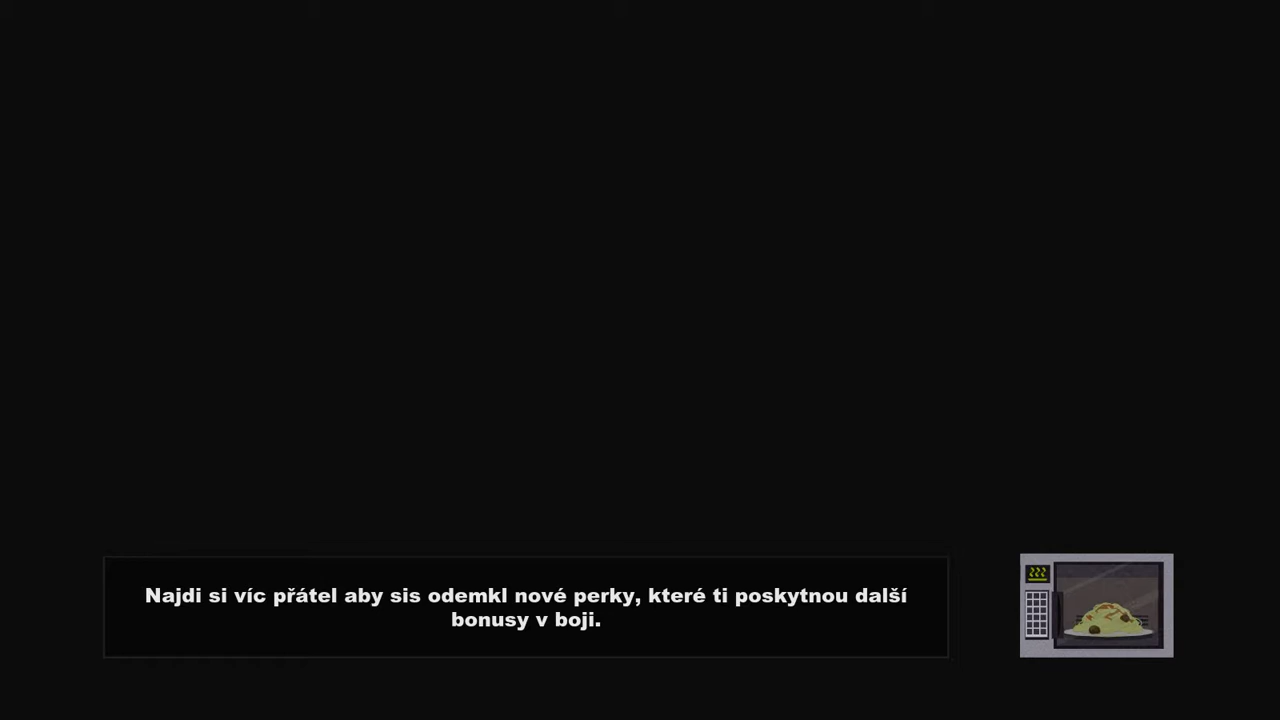 Najdi si víc přátel aby sis odemkl nové perky, které ti poskytnou další
bonusy v boji.